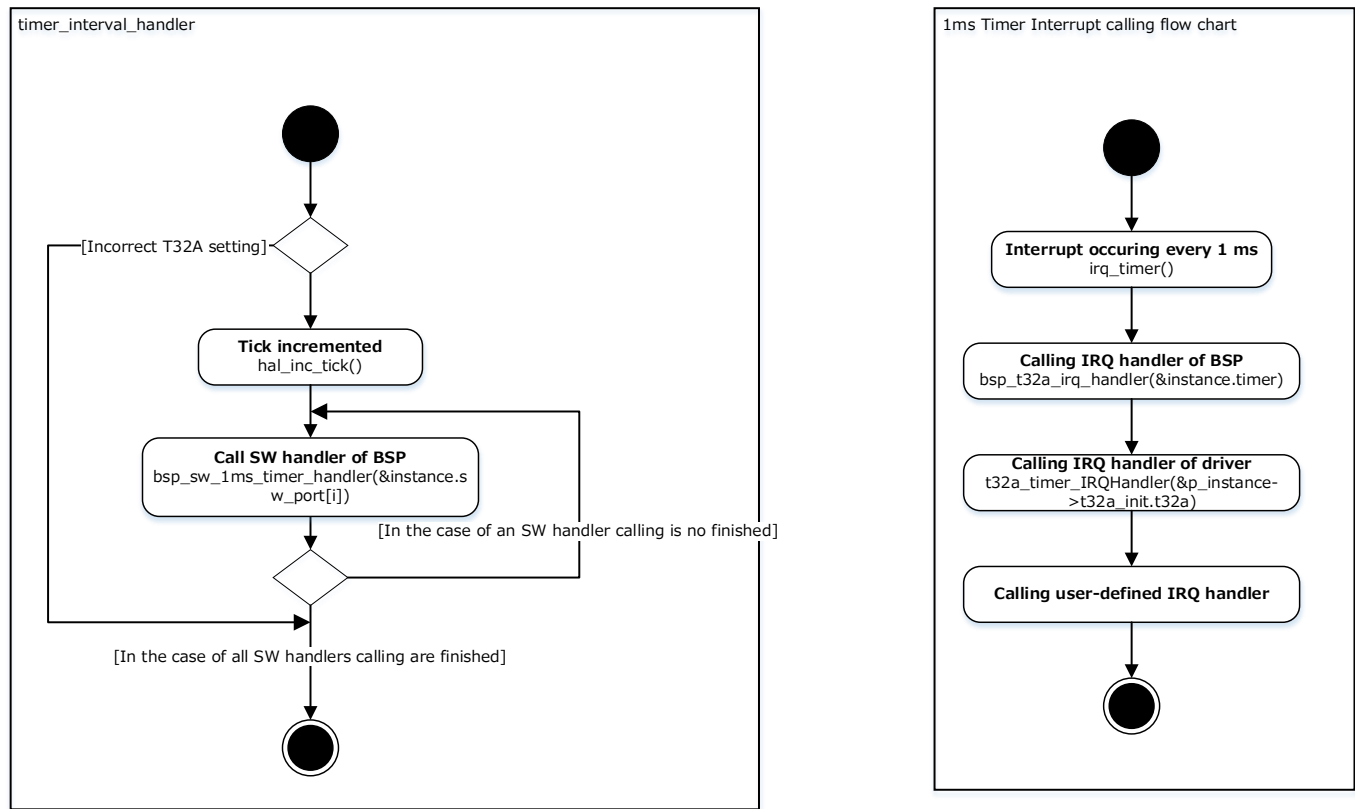 timer_interval_handler
[Incorrect T32A setting]
Tick incremented
hal_inc_tick()
Call SW handler of BSP
bsp_sw_1ms_timer_handler(&instance.s
w_port[i])
[In the case of an SW handler calling is no finished]
[In the case of all SW handlers calling are finished]
1ms Timer Interrupt calling flow chart
Interrupt occuring every 1 ms
irq_timer()
Calling IRQ handler of BSP
bsp_t32a_irq_handler(&instance.timer)
Calling IRQ handler of driver
t32a_timer_IRQHandler(&p_instance-
>t32a_init.t32a)
Calling user-defined IRQ handler